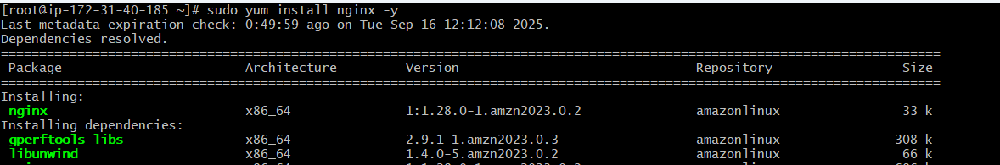 [root@ip-172-31-40-185 ~]# sudo yum install nginx -y
Last metadata expiration check: 0:49:59 ago on Tue Sep 16 12:12:08 2025.
Dependencies resolved.
Package Architecture Version Repository Size
Installing:
nginx x86_64 1:1.28.0-1.amzn2023.0.2 amazonlinux 33 k
Installing dependencies:
gperftools-libs x86_64 2.9.1-1.amzn2023.0.3 amazonlinux 308 k
libunwind x86_64 1.4.0-5.amzn2023.0.2 amazonlinux 66 k